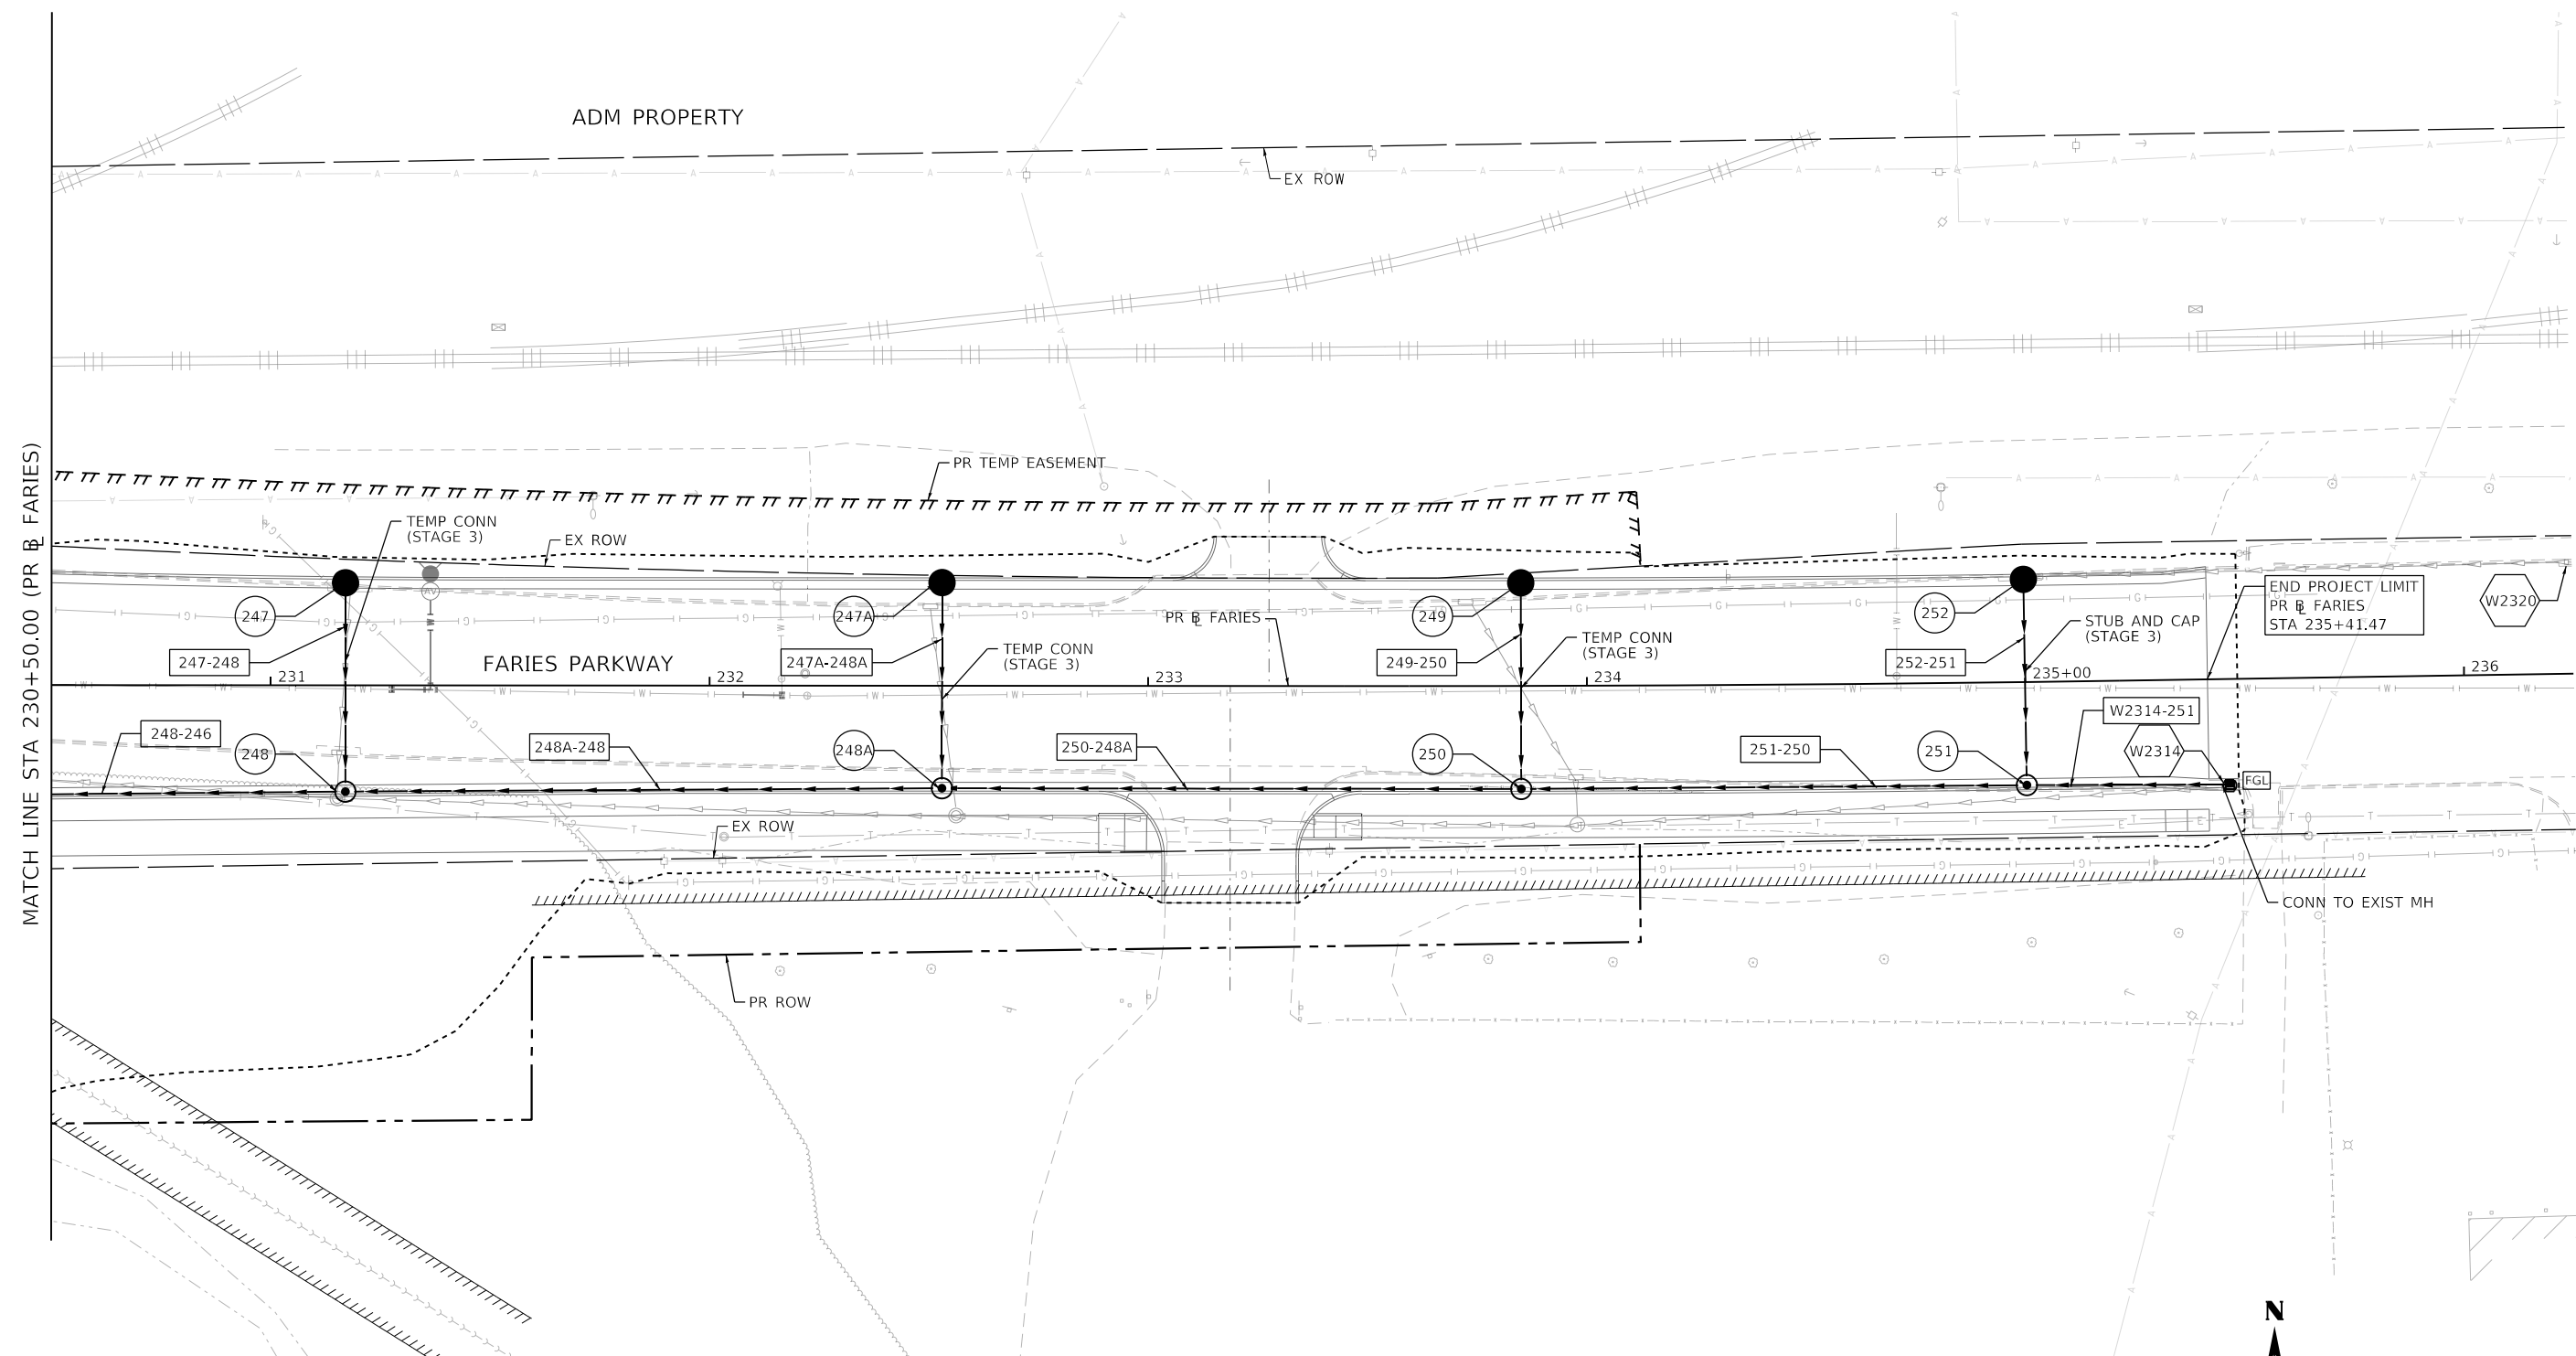 ADM PROPERTY
EX ROW
MATCH LINE STA 230+50.00 (PR BL FARIES)
PR TEMP EASEMENT
TEMP CONN
(STAGE 3)
EX ROW
247
247A
249
252
END PROJECT LIMIT
PR BL FARIES
STA 235+41.47
W2320
PR BL FARIES
STUB AND CAP
(STAGE 3)
247-248
FARIES PARKWAY
247A-248A
TEMP CONN
(STAGE 3)
249-250
TEMP CONN
(STAGE 3)
252-251
231
232
233
234
235+00
236
248-246
248
248A-248
248A
250-248A
250
251-250
251
W2314-251
W2314
FGL
EX ROW
CONN TO EXIST MH
PR ROW
N